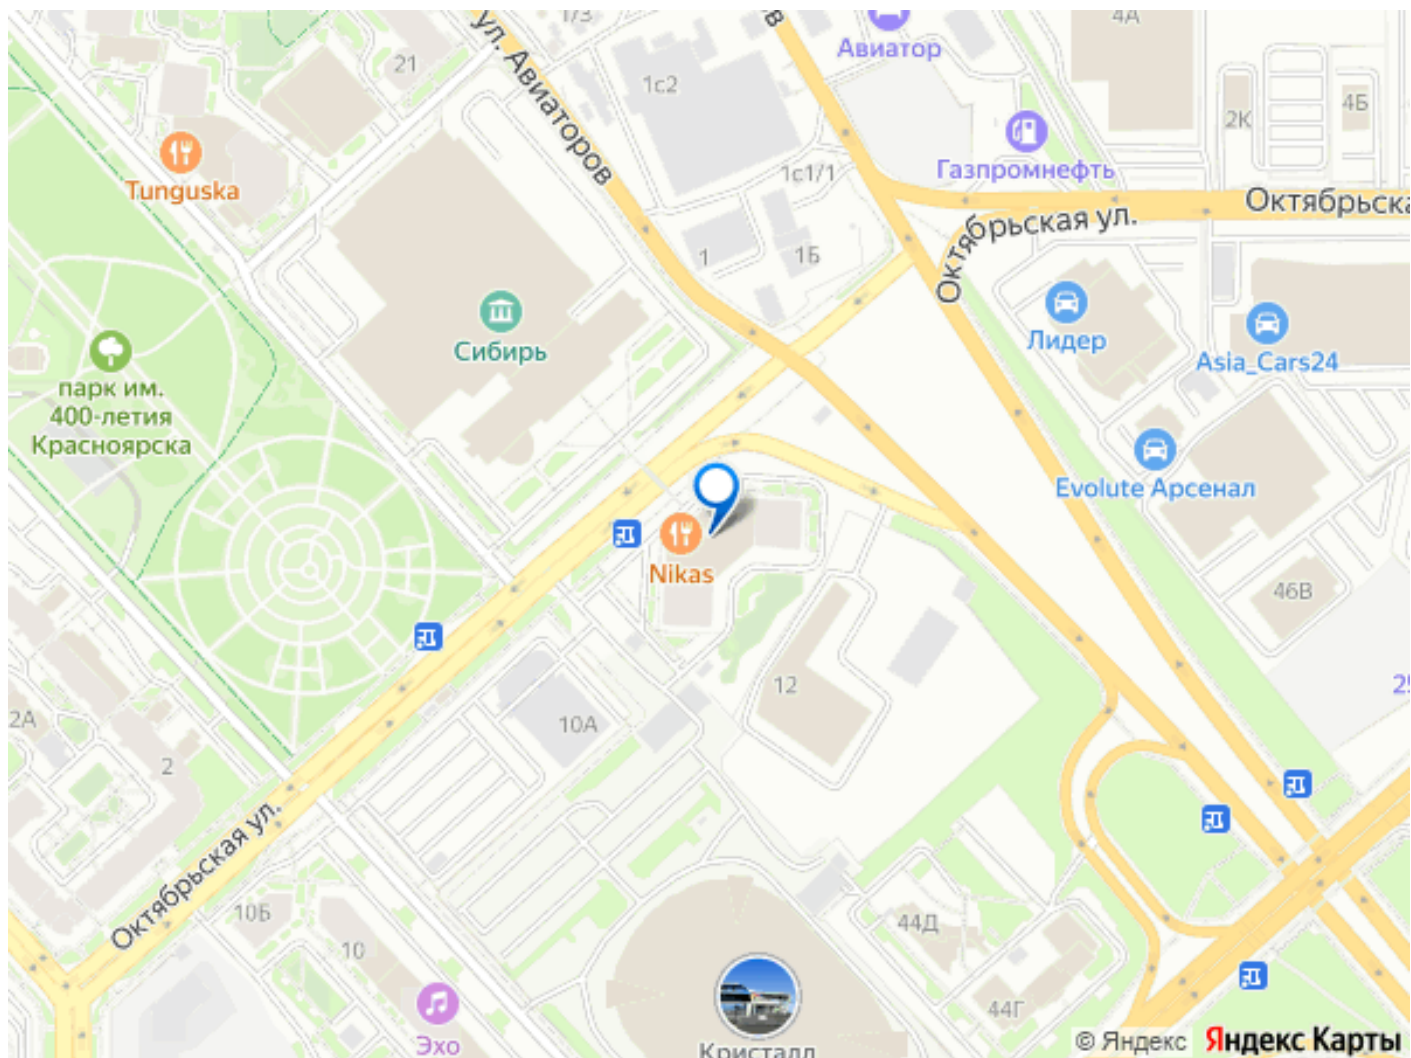 1/3
4А
ул. Авиаторов
Авиатор
21
1с2
4Б
2К
Газпромнефть
Tunguska
1с1/1
Октябрьска
Октябрьская ул.
1
1Б
Сибирь
Лидер
Asia_Cars24
парк им.
400-летия
Красноярска
Evolute Арсенал
Nikas
46В
12
10А
2А
2
Октябрьская ул.
10Б
10
44Д
44Г
Эхо
Кристалл
© Яндекс Яндекс Карты